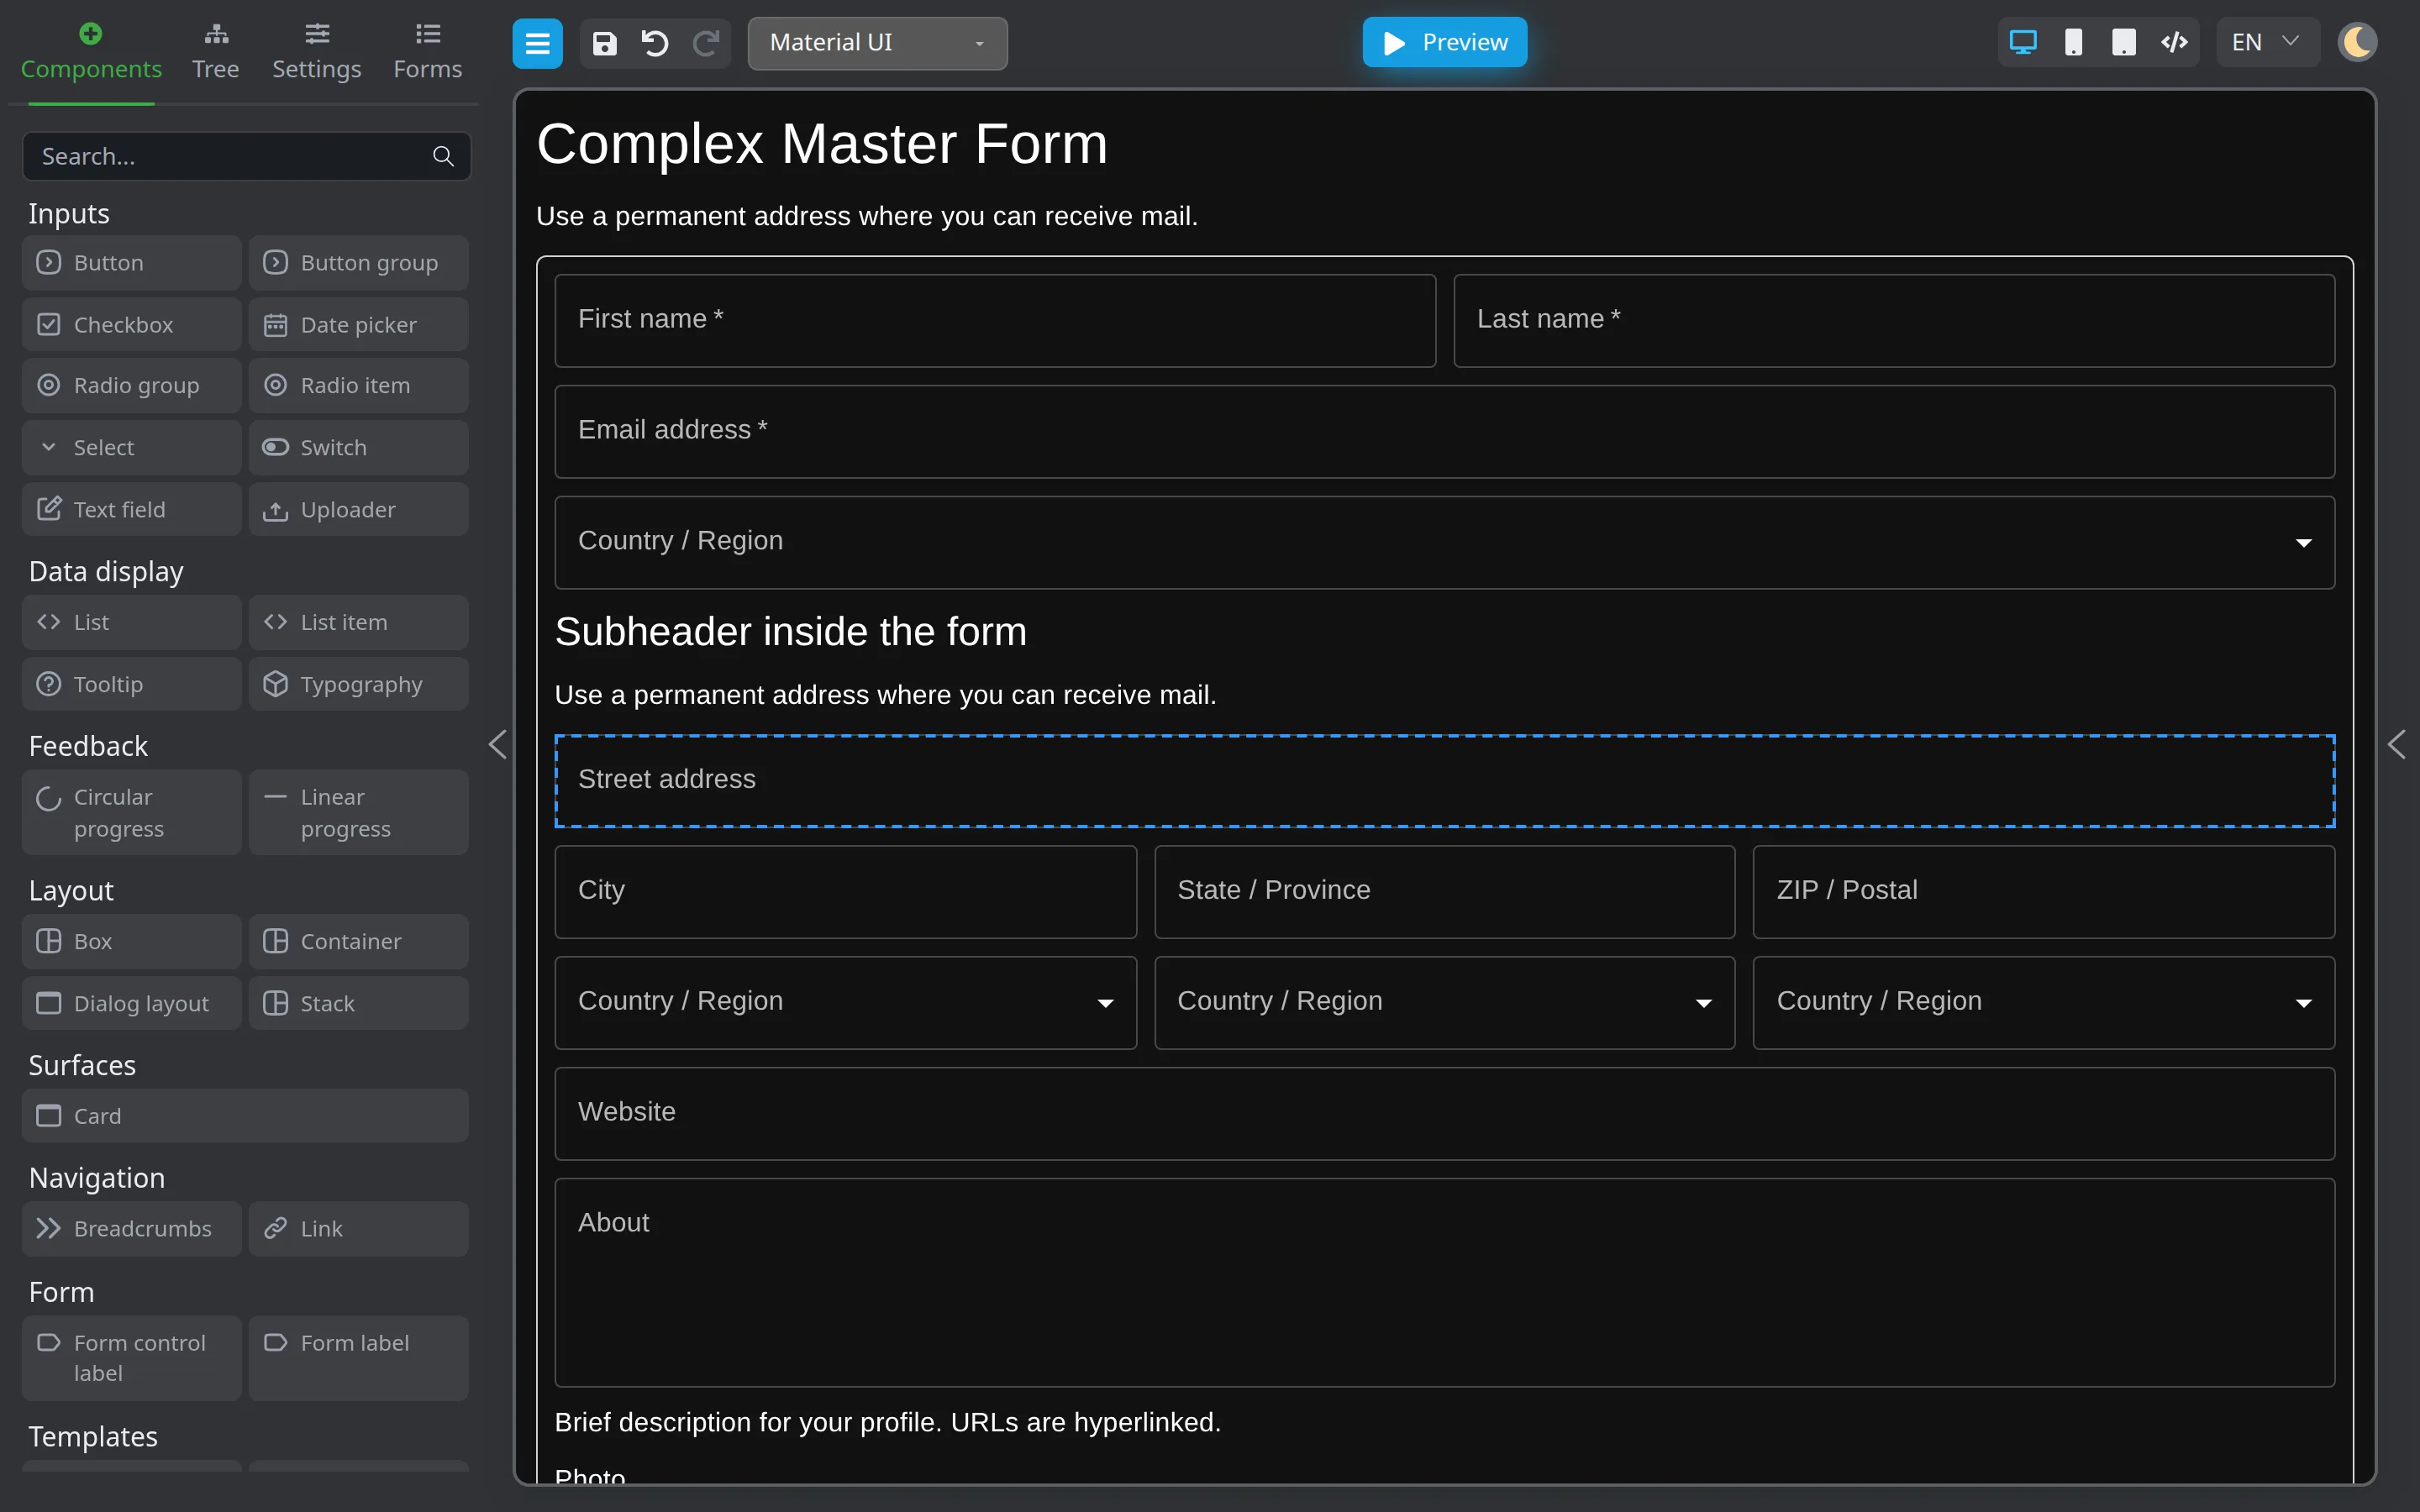 Components Tree Settings Forms
Material UI
Preview
EN
Search...
Inputs
Button
Button group
Checkbox
Date picker
Radio group
Radio item
Select
Switch
Text field
Uploader
Data display
List
List item
Tooltip
Typography
Feedback
Circular
progress
Linear
progress
Layout
Box
Container
Dialog layout
Stack
Surfaces
Card
Navigation
Breadcrumbs
Link
Form
Form control
label
Form label
Templates
Complex Master Form
Use a permanent address where you can receive mail.
First name *
Last name *
Email address *
Country / Region
Subheader inside the form
Use a permanent address where you can receive mail.
Street address
City
State / Province
ZIP / Postal
Country / Region
Country / Region
Country / Region
Website
About
Brief description for your profile. URLs are hyperlinked.
Photo